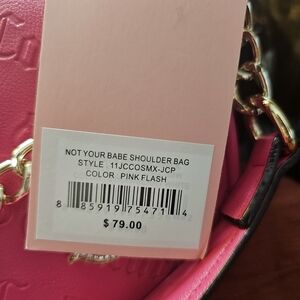 NOT YOUR BABE SHOULDER BAG
STYLE : 11JCCOSMX-JCP
COLOR : PINK FLASH
8 85919 75471 4
$ 79.00